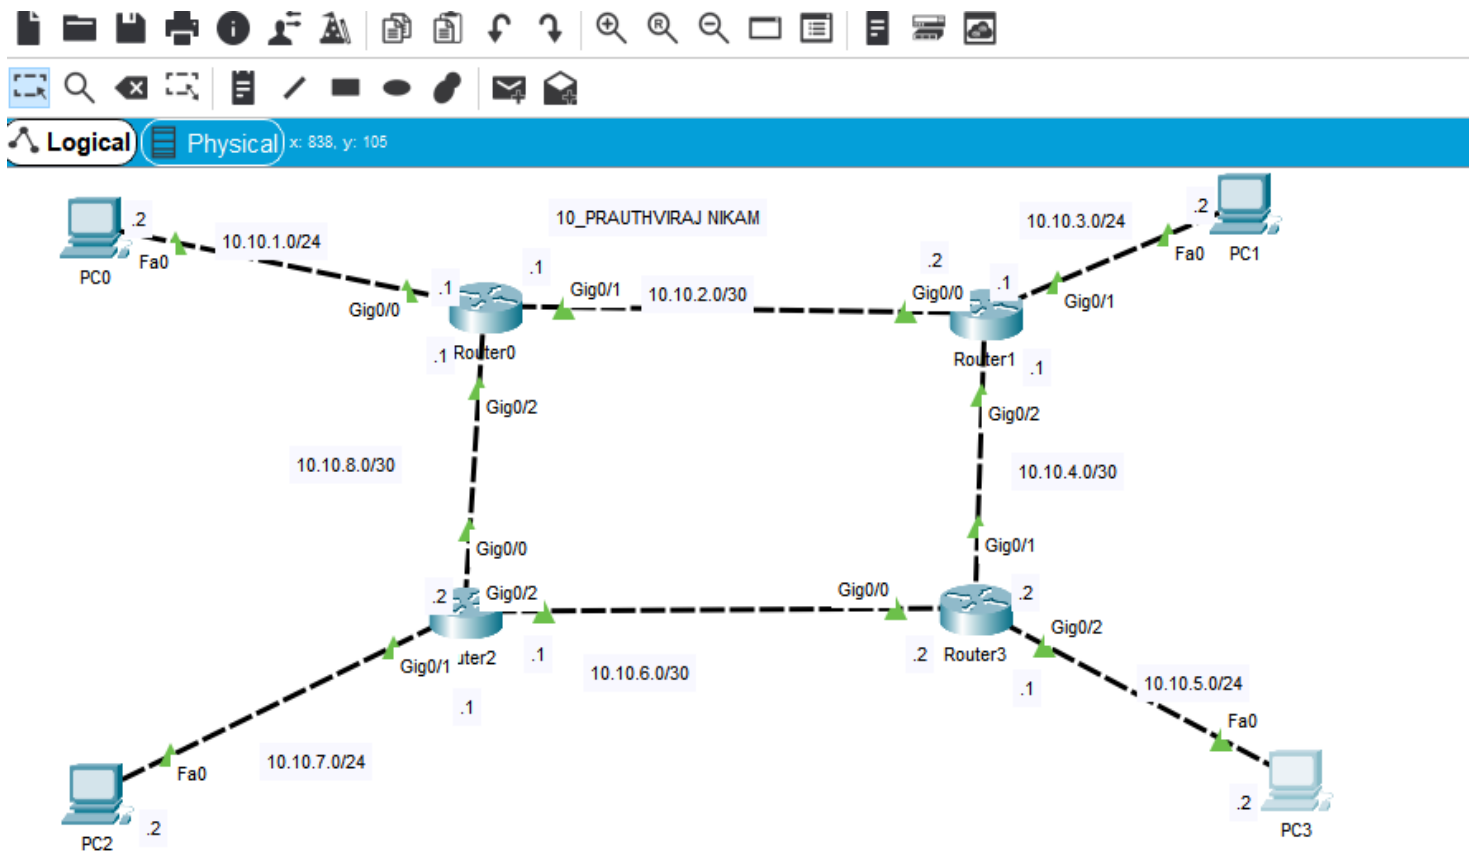 Logical
Physical
x: 838, y: 105
.2
10_PRAUTHVIRAJ NIKAM
10.10.3.0/24
.2
10.10.1.0/24
Fa0
PC0
.1
.2
Fa0
PC1
.1
Gig0/1
10.10.2.0/30
Gig0/0
.1
Gig0/1
Gig0/0
.1
Router0
Router1
.1
Gig0/2
Gig0/2
10.10.8.0/30
10.10.4.0/30
Gig0/0
Gig0/1
.2
Gig0/2
Gig0/0
.2
Gig0/2
Gig0/1
uter2
.1
.2
Router3
10.10.6.0/30
.1
10.10.5.0/24
.1
Fa0
10.10.7.0/24
Fa0
.2
.2
PC2
PC3